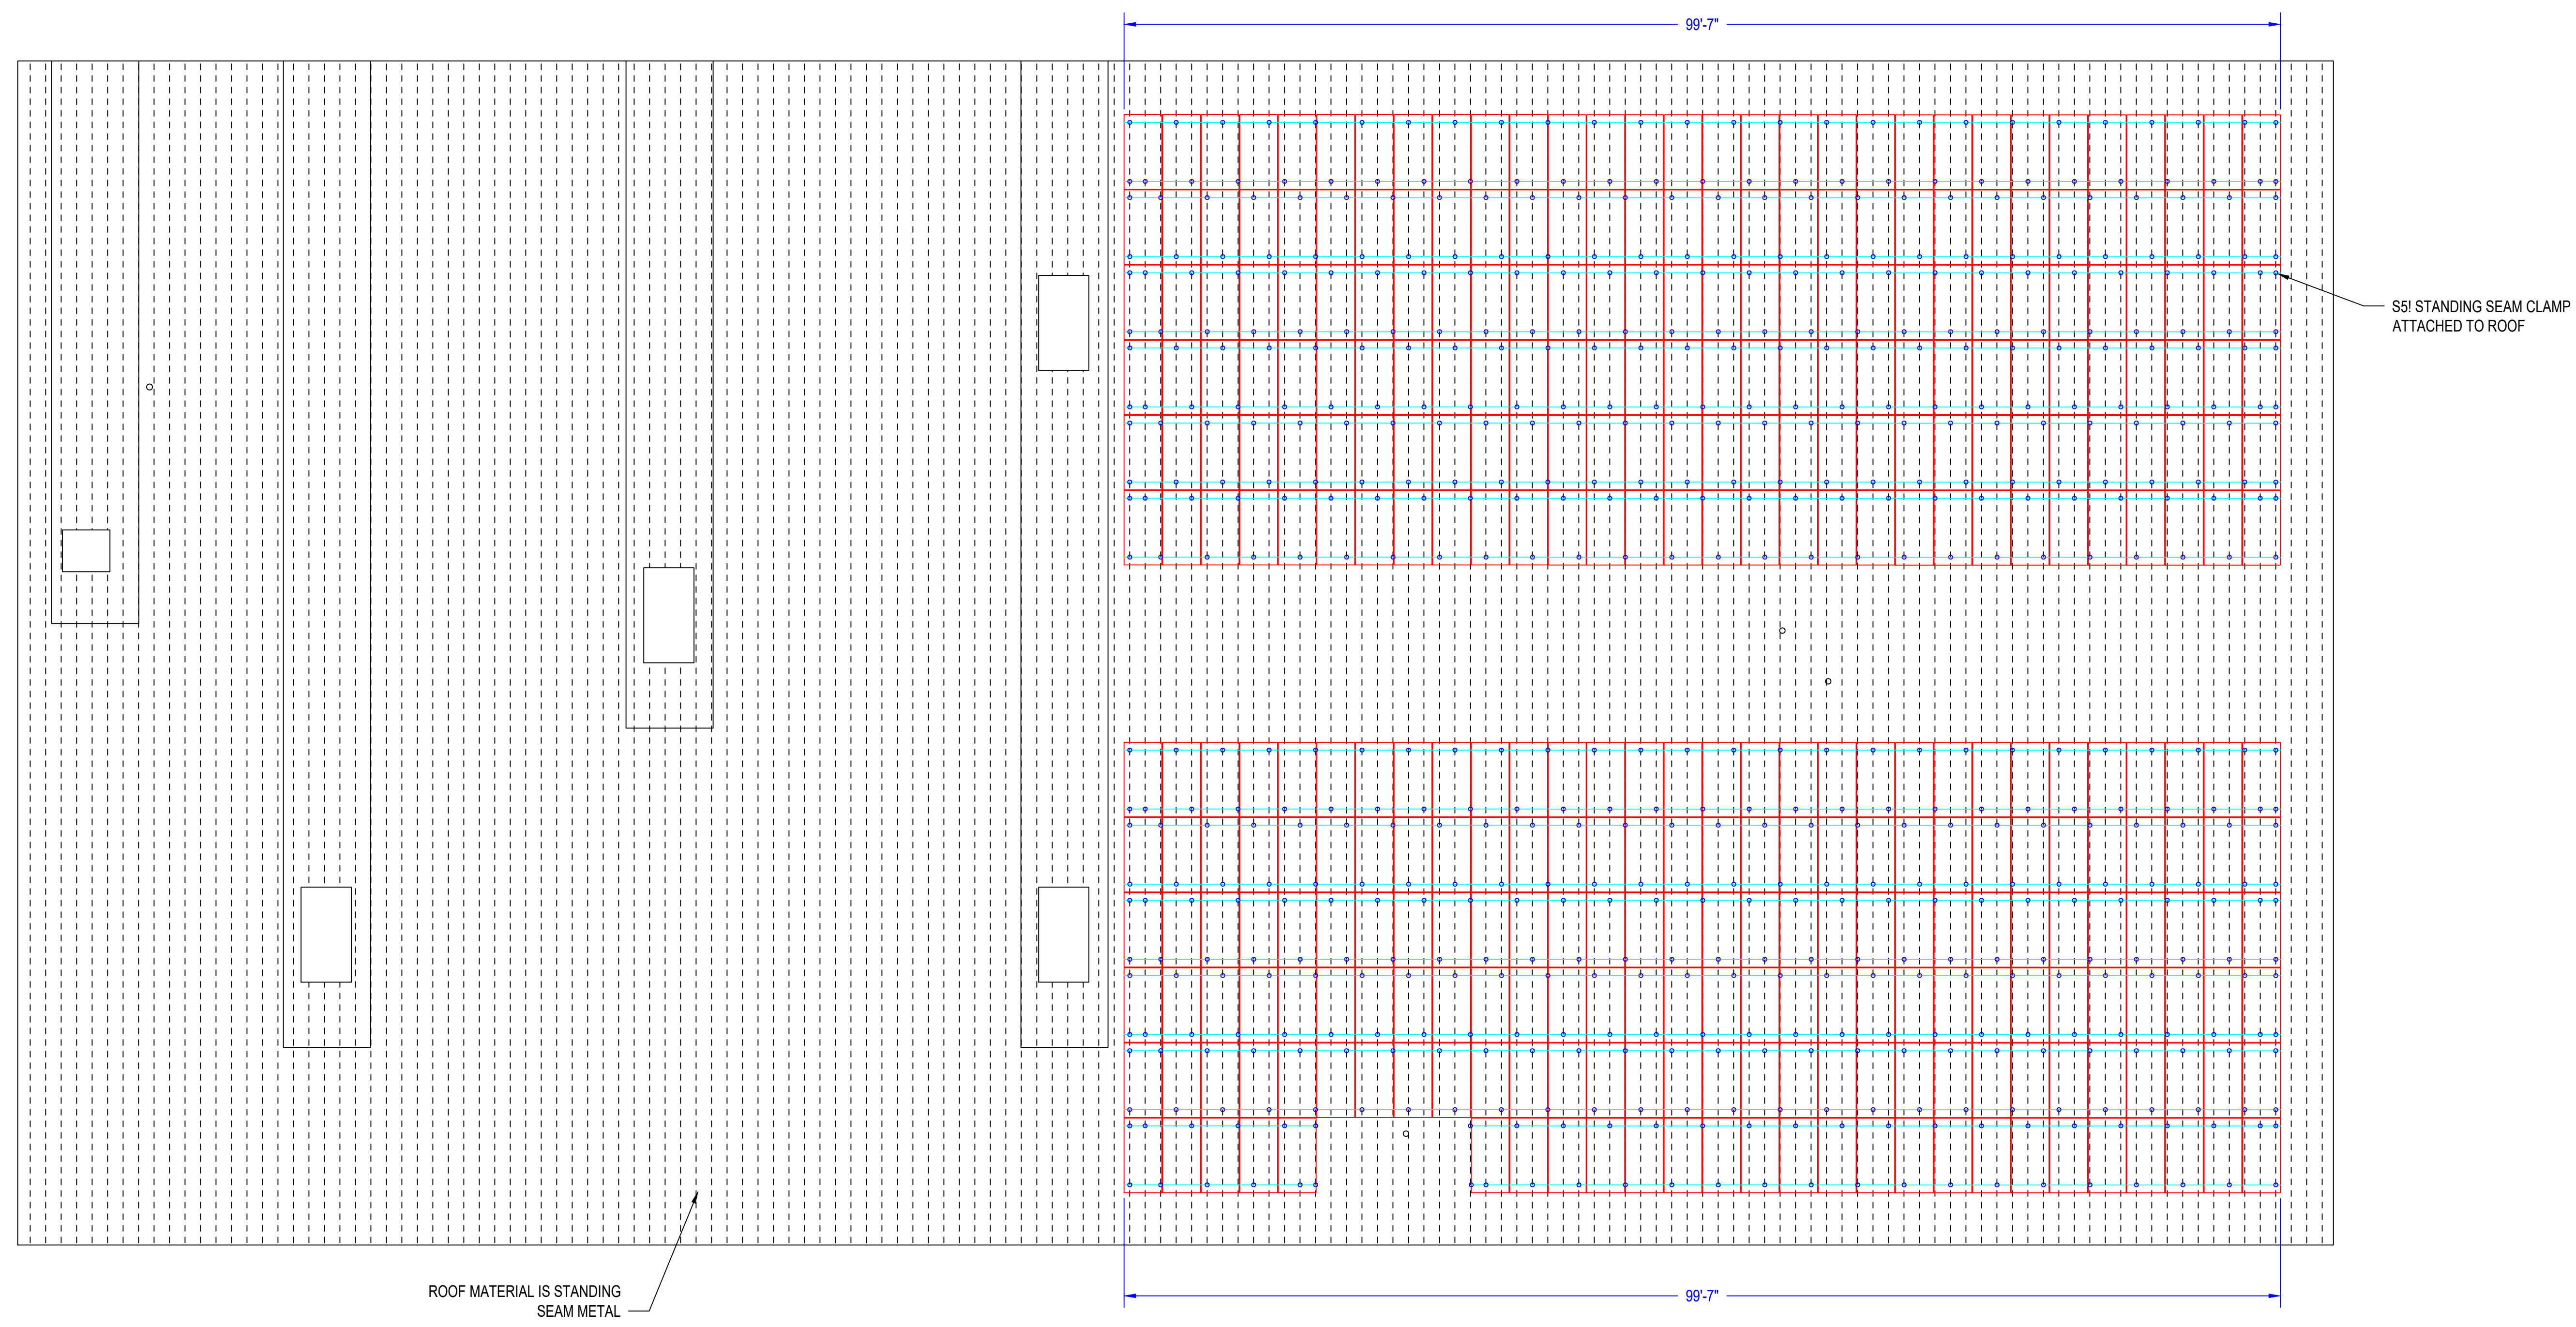 99'-7"
S5! STANDING SEAM CLAMP
ATTACHED TO ROOF
ROOF MATERIAL IS STANDING
SEAM METAL
99'-7"